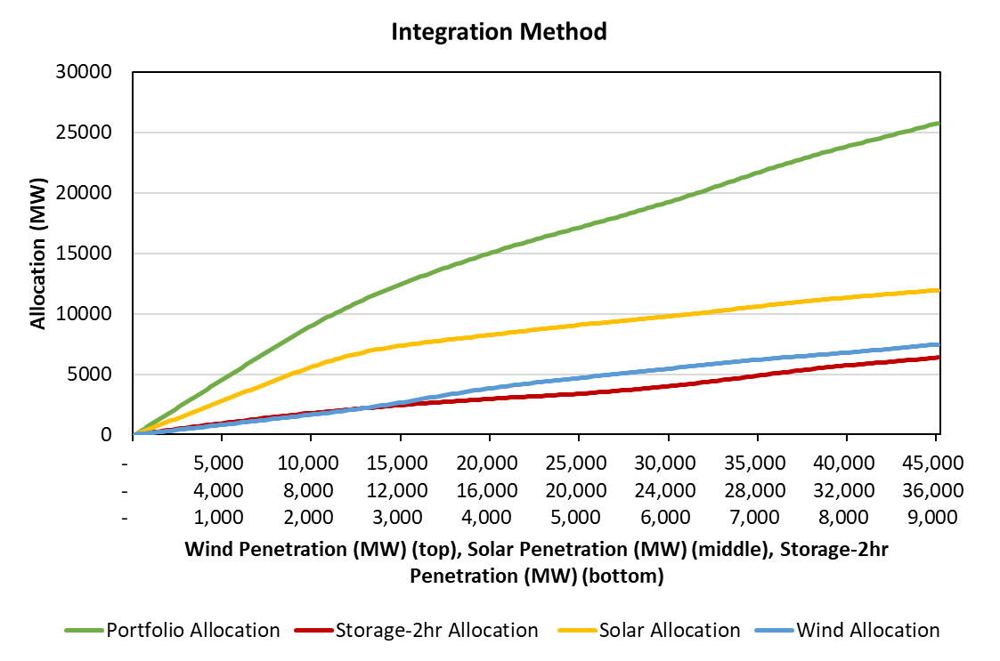 Integration Method
30000
25000
20000
15000
10000
5000
0
Allocation (MW)
- 5,000 10,000 15,000 20,000 25,000 30,000 35,000 40,000 45,000
- 4,000 8,000 12,000 16,000 20,000 24,000 28,000 32,000 36,000
- 1,000 2,000 3,000 4,000 5,000 6,000 7,000 8,000 9,000
Wind Penetration (MW) (top), Solar Penetration (MW) (middle), Storage-2hr
Penetration (MW) (bottom)
Portfolio Allocation Storage-2hr Allocation Solar Allocation Wind Allocation